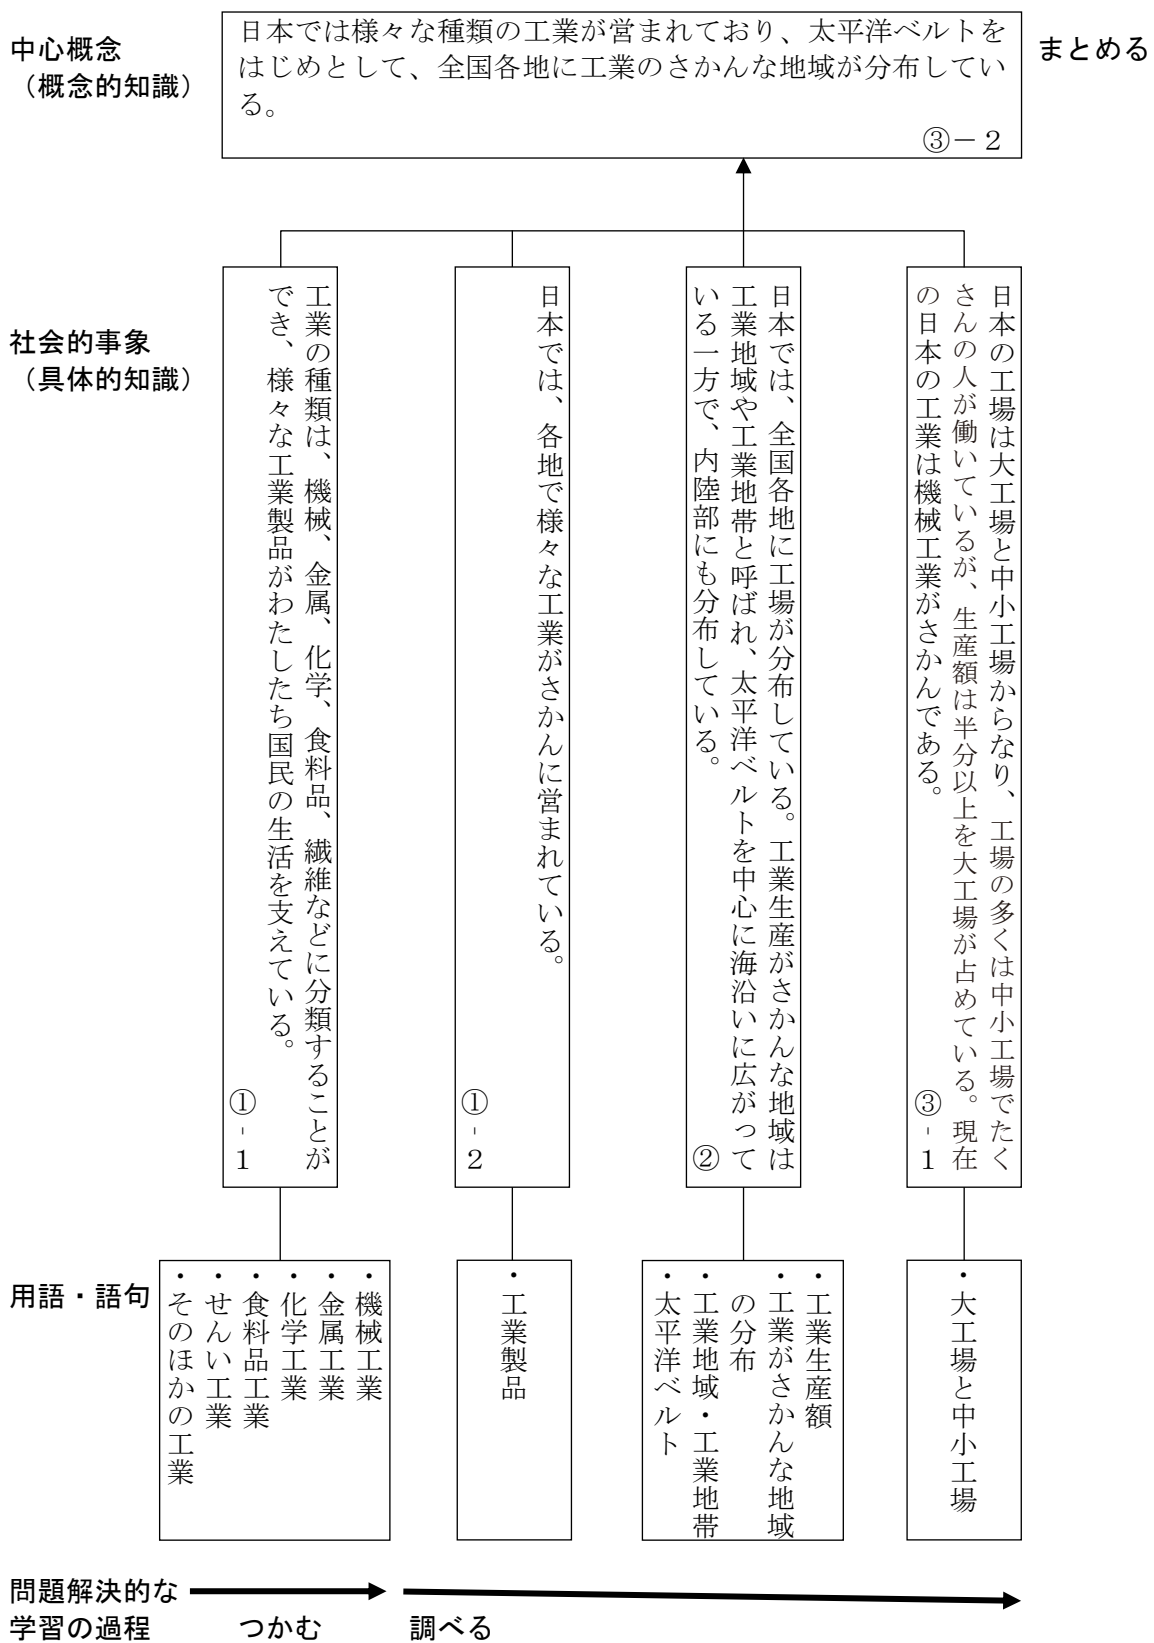 中心概念
（概念的知識）
日本では様々な種類の工業が営まれており、太平洋ベルトを
はじめとして、全国各地に工業のさかんな地域が分布してい
る。
③－２
まとめる
社会的事象
（具体的知識）
工業の種類は、機械、金属、化学、食料品、繊維などに分類することが
でき、様々な工業製品がわたしたち国民の生活を支えている。
①-１
日本では、各地で様々な工業がさかんに営まれている。
①-２
日本では、全国各地に工場が分布している。工業生産がさかんな地域は
工業地域や工業地帯と呼ばれ、太平洋ベルトを中心に海沿いに広がって
いる一方で、内陸部にも分布している。
②
日本の工場は大工場と中小工場からなり、工場の多くは中小工場でたく
さんの人が働いているが、生産額は半分以上を大工場が占めている。現在
の日本の工業は機械工業がさかんである。
③-１
用語・語句
・機械工業
・金属工業
・化学工業
・食料品工業
・せんい工業
・そのほかの工業
・工業製品
・工業生産額
・工業がさかんな地域
の分布
・工業地域・工業地帯
・太平洋ベルト
・大工場と中小工場
問題解決的な
学習の過程
つかむ
調べる